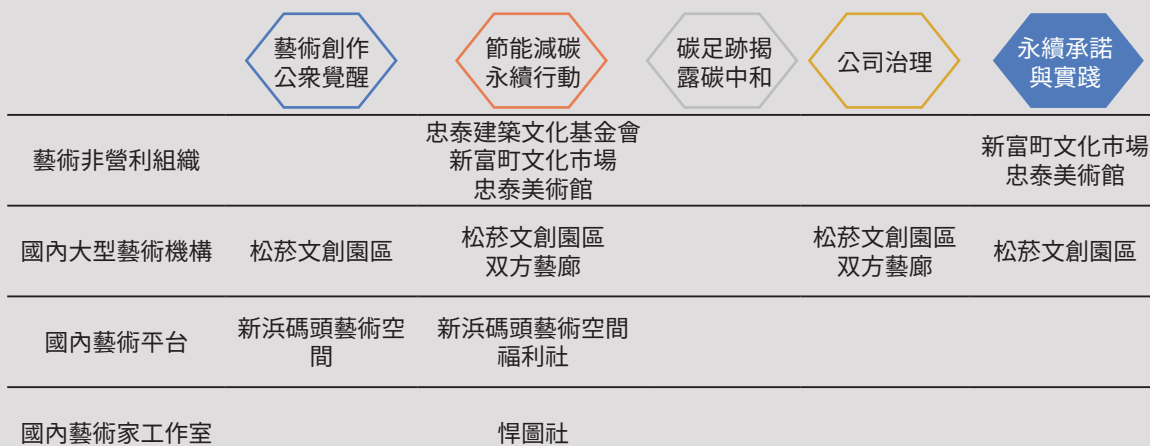 藝術創作
公衆覺醒
節能減碳
永續行動
碳足跡揭
露碳中和
公司治理
永續承諾
與實踐
藝術非營利組織
忠泰建築文化基金會
新富町文化市場
忠泰美術館
新富町文化市場
忠泰美術館
國內大型藝術機構
松菸文創園區
松菸文創園區
双方藝廊
松菸文創園區
双方藝廊
松菸文創園區
國內藝術平台
新浜碼頭藝術空
間
新浜碼頭藝術空間
福利社
國內藝術家工作室
悍圖社